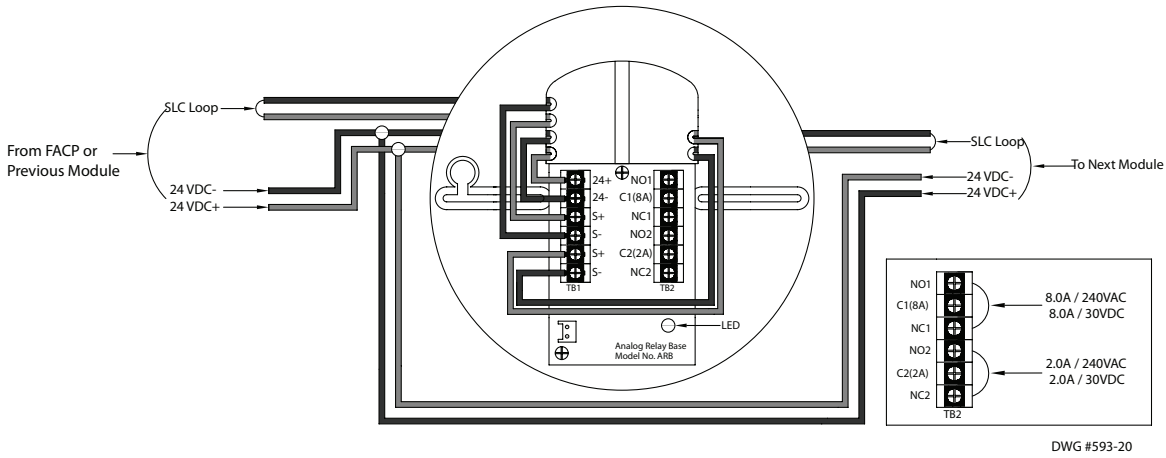 SLC Loop
From FACP or
Previous Module
24 VDC-
24 VDC+
24+
24-
S+
S-
S+
S-
TB1
NO1
C1(8A)
NC1
NO2
C2(2A)
NC2
TB2
LED
Analog Relay Base
Model No. ARB
SLC Loop
To Next Module
24 VDC-
24 VDC+
NO1
C1(8A)
NC1
NO2
C2(2A)
NC2
TB2
8.0A / 240VAC
8.0A / 30VDC
2.0A / 240VAC
2.0A / 30VDC
DWG #593-20